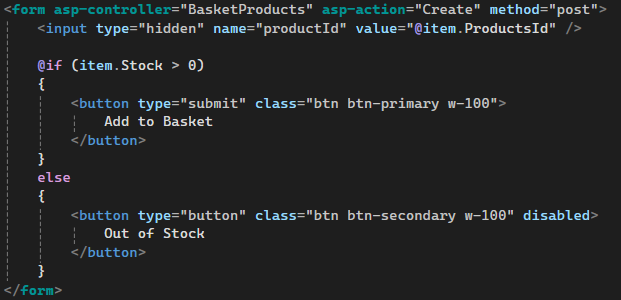 <form asp-controller="BasketProducts" asp-action="Create" method="post">
    <input type="hidden" name="productId" value="@item.ProductsId" />

    @if (item.Stock > 0)
    {
        <button type="submit" class="btn btn-primary w-100">
            Add to Basket
        </button>
    }
    else
    {
        <button type="button" class="btn btn-secondary w-100" disabled>
            Out of Stock
        </button>
    }
</form>